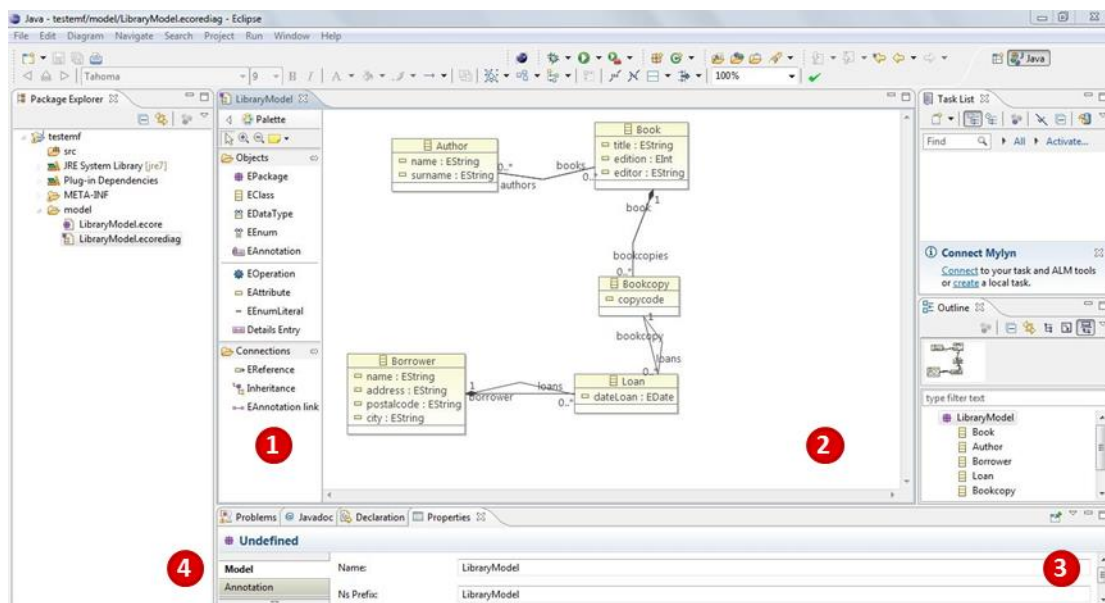 Java - testemf/model/LibraryModel.ecorediag - Eclipse
File Edit Diagram Navigate Search Project Run Window Help
Java
Tahoma 9 B I A 100%
Package Explorer
testemf
src
JRE System Library [jre7]
Plug-in Dependencies
META-INF
model
LibraryModel.ecore
LibraryModel.ecorediag
LibraryModel
Palette
Objects
EPackage
EClass
EDataType
EEnum
EAnnotation
EOperation
EAttribute
EEnumLiteral
Details Entry
Connections
EReference
Inheritance
EAnnotation link
1
Author
name : EString
surname : EString
0..*
authors
books
0..*
Book
title : EString
edition : EInt
editor : EString
1
book
bookcopies
0..*
Bookcopy
copycode
1
bookcopy
loans
0..*
Loan
dateLoan : EDate
Borrower
name : EString
address : EString
postalcode : EString
city : EString
1
Borrower
loans
0..*
2
Task List
Find All Activate...
Connect Mylyn
Connect to your task and ALM tools
or create a local task.
Outline
type filter text
LibraryModel
Book
Author
Borrower
Loan
Bookcopy
Problems Javadoc Declaration Properties
Undefined
4
Model
Annotation
Name: LibraryModel
Ns Prefix: LibraryModel
3